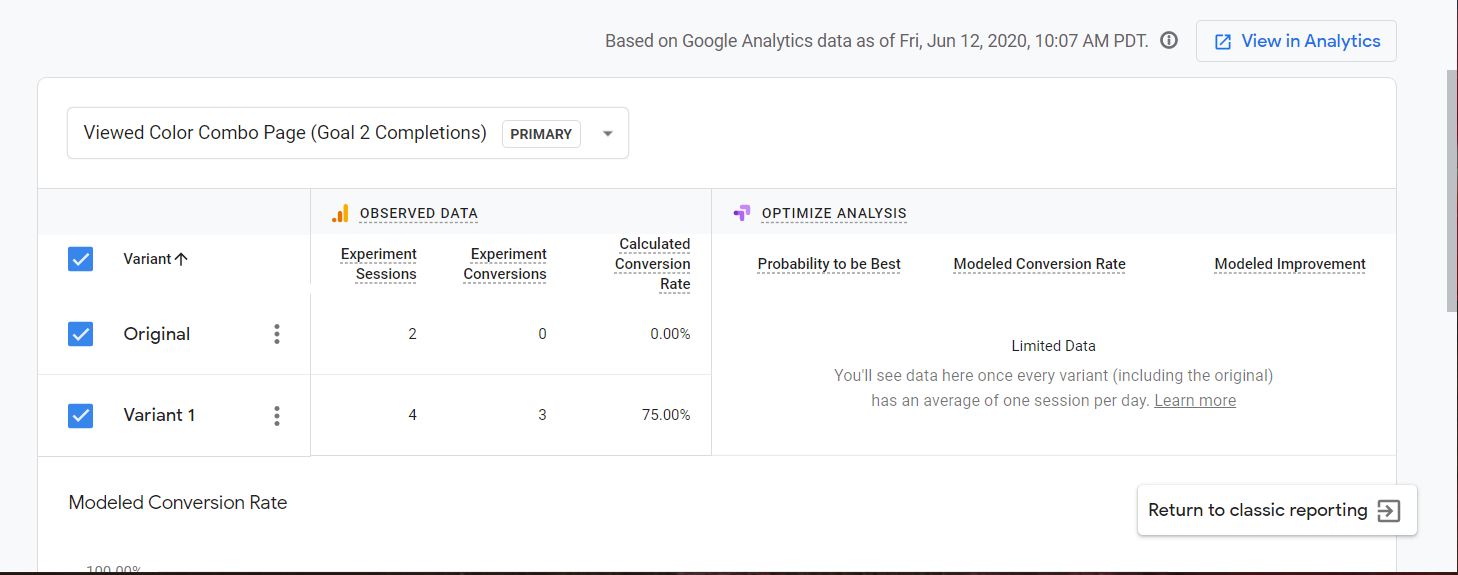 Based on Google Analytics data as of Fri, Jun 12, 2020, 10:07 AM PDT.
View in Analytics
Viewed Color Combo Page (Goal 2 Completions) PRIMARY
OBSERVED DATA
OPTIMIZE ANALYSIS
Variant
Experiment
Sessions
Experiment
Conversions
Calculated
Conversion
Rate
Probability to be Best
Modeled Conversion Rate
Modeled Improvement
Original 2 0 0.00%
Limited Data
You'll see data here once every variant (including the original)
has an average of one session per day. Learn more
Variant 1 4 3 75.00%
Modeled Conversion Rate
Return to classic reporting
100.00%